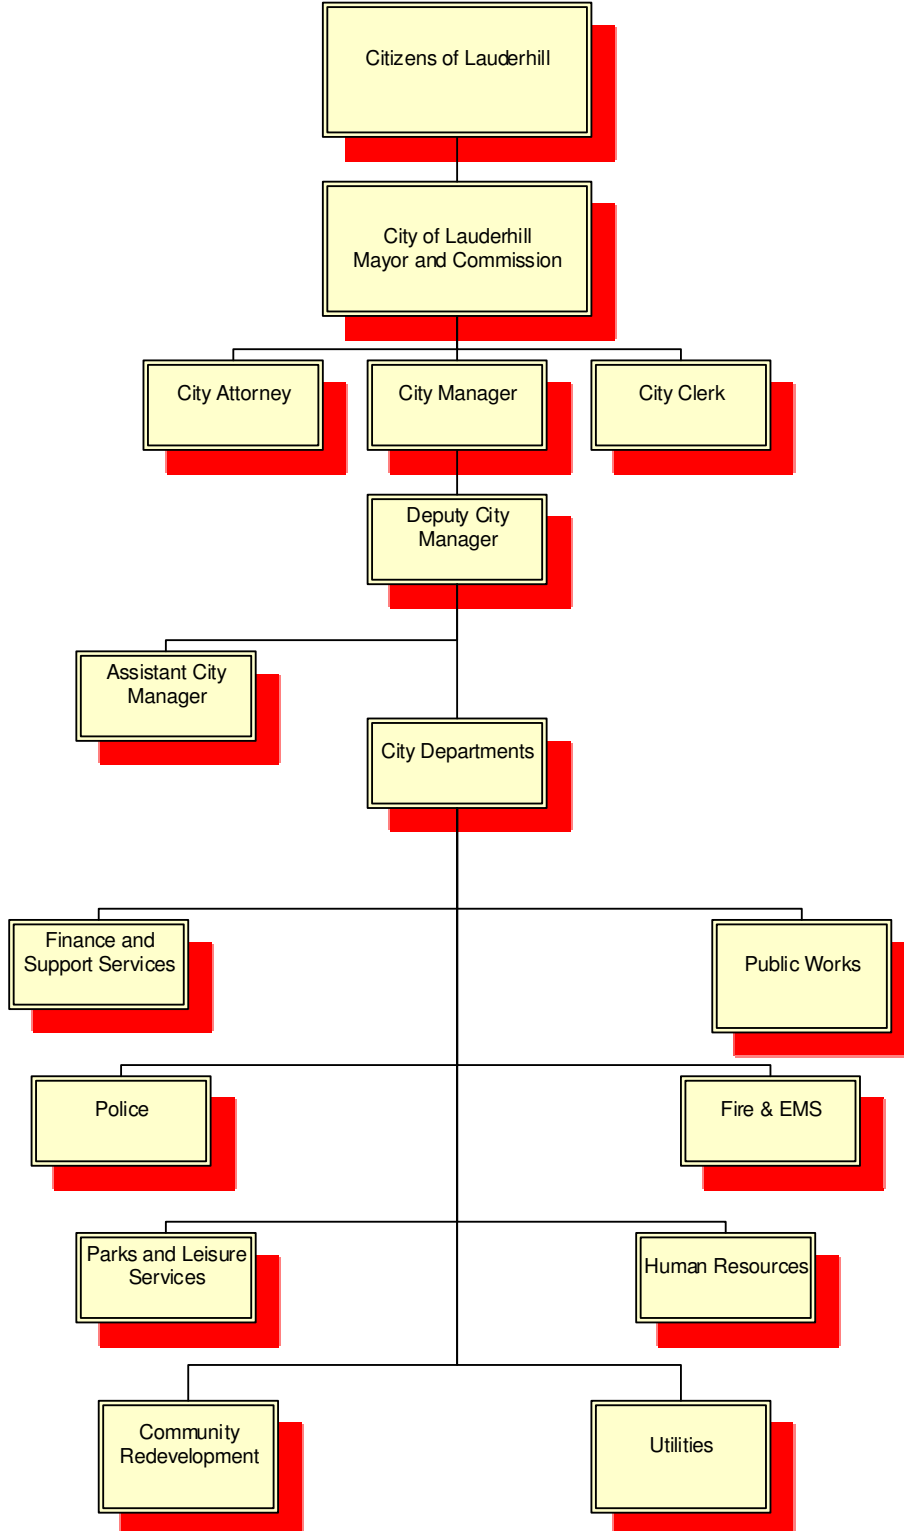 Citizens of Lauderhill
City of Lauderhill
Mayor and Commission
City Attorney
City Manager
City Clerk
Deputy City
Manager
Assistant City
Manager
City Departments
Finance and
Support Services
Public Works
Police
Fire & EMS
Parks and Leisure
Services
Human Resources
Community
Redevelopment
Utilities